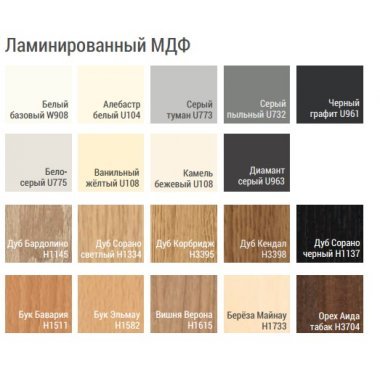 Ламинированный МДФ
Белый
базовый W908
Алебастр
белый U104
Серый
туман U773
Серый
пыльный U732
Черный
графит U961
Бело-
серый U775
Ванильный
жёлтый U108
Камель
бежевый U108
Диамант
серый U963
Дуб Бардолино
H1145
Дуб Сорано
светлый H1334
Дуб Корбридж
H3395
Дуб Кендал
H3398
Дуб Сорано
черный H1137
Бук Бавария
H1511
Бук Эльмау
H1582
Вишня Верона
H1615
Берёза Майнау
H1733
Орех Аида
табак H3704